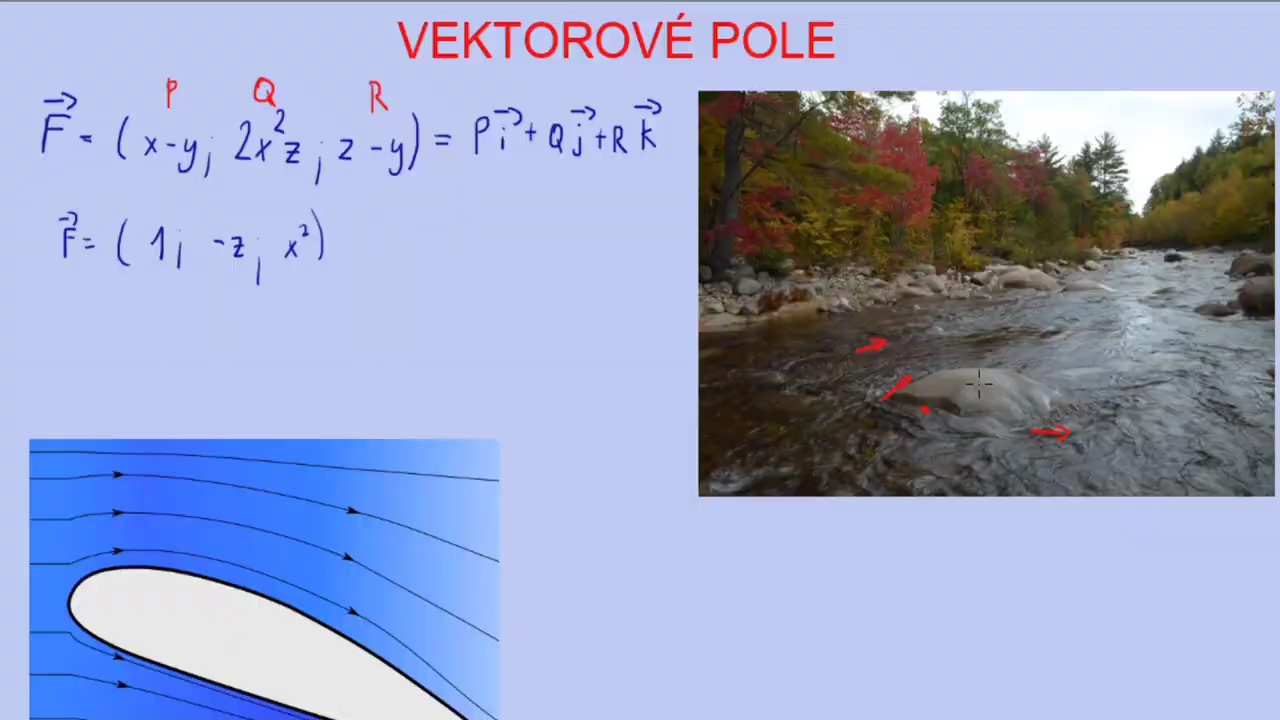 VEKTOROVÉ POLE
P Q R
F⃗ = (x-y; 2x²z; z-y) = P i⃗ + Q j⃗ + R k⃗
F⃗ = (1; -z; x²)